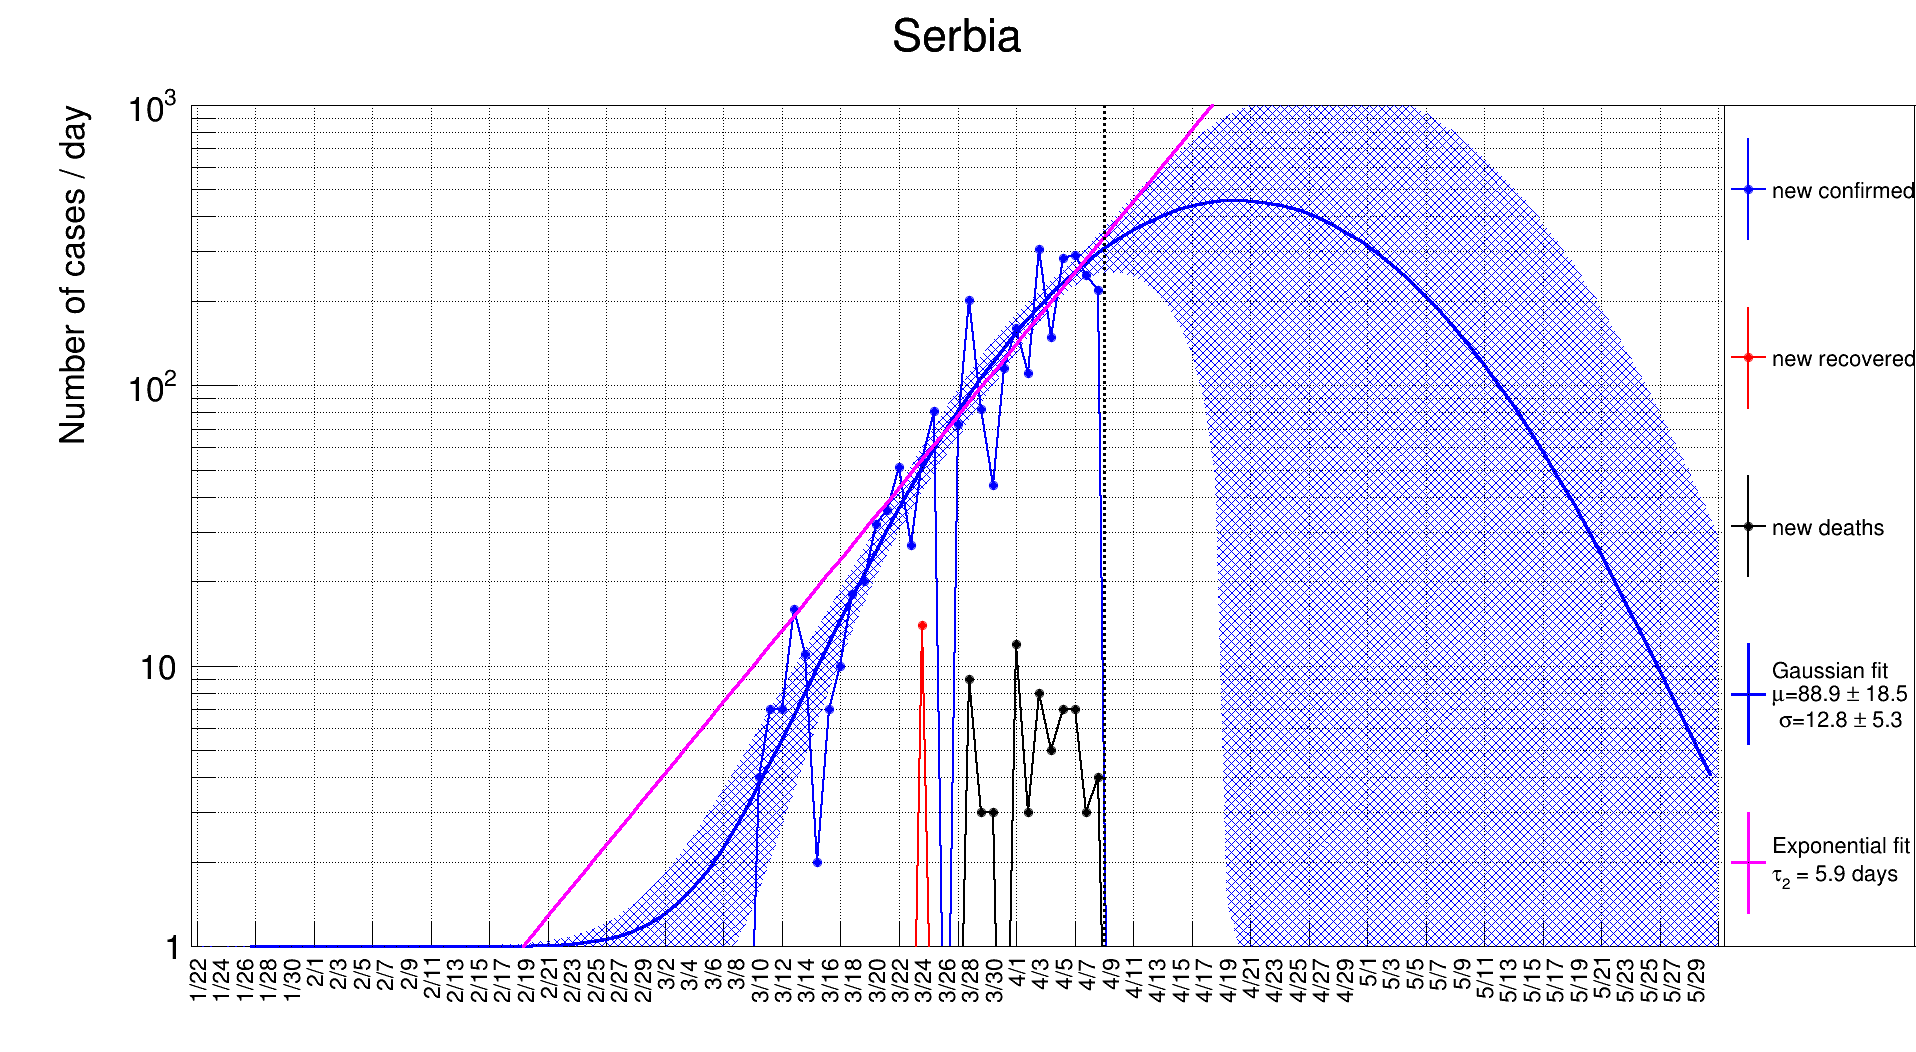 Serbia
Number of cases / day
10³
10²
10
1
1/22 1/24 1/26 1/28 1/30 2/1 2/3 2/5 2/7 2/9 2/11 2/13 2/15 2/17 2/19 2/21 2/23 2/25 2/27 2/29 3/2 3/4 3/6 3/8 3/10 3/12 3/14 3/16 3/18 3/20 3/22 3/24 3/26 3/28 3/30 4/1 4/3 4/5 4/7 4/9 4/11 4/13 4/15 4/17 4/19 4/21 4/23 4/25 4/27 4/29 5/1 5/3 5/5 5/7 5/9 5/11 5/13 5/15 5/17 5/19 5/21 5/23 5/25 5/27 5/29
new confirmed
new recovered
new deaths
Gaussian fit
μ=88.9 ± 18.5
σ=12.8 ± 5.3
Exponential fit
τ₂ = 5.9 days